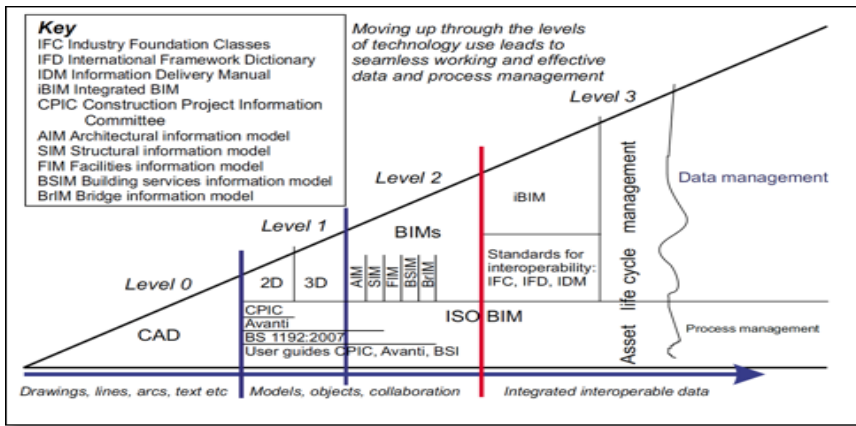 Key
IFC Industry Foundation Classes
IFD International Framework Dictionary
IDM Information Delivery Manual
iBIM Integrated BIM
CPIC Construction Project Information
Committee
AIM Architectural information model
SIM Structural information model
FIM Facilities information model
BSIM Building services information model
BrIM Bridge information model
Moving up through the levels
of technology use leads to
seamless working and effective
data and process management
Level 3
Level 2
Level 1
Level 0
CAD
2D
3D
BIMs
AIM
SIM
FIM
BSIM
BrIM
iBIM
Standards for
interoperability:
IFC, IFD, IDM
CPIC
Avanti
BS 1192:2007
User guides CPIC, Avanti, BSI
ISO BIM
Asset life cycle management
Data management
Process management
Drawings, lines, arcs, text etc
Models, objects, collaboration
Integrated interoperable data